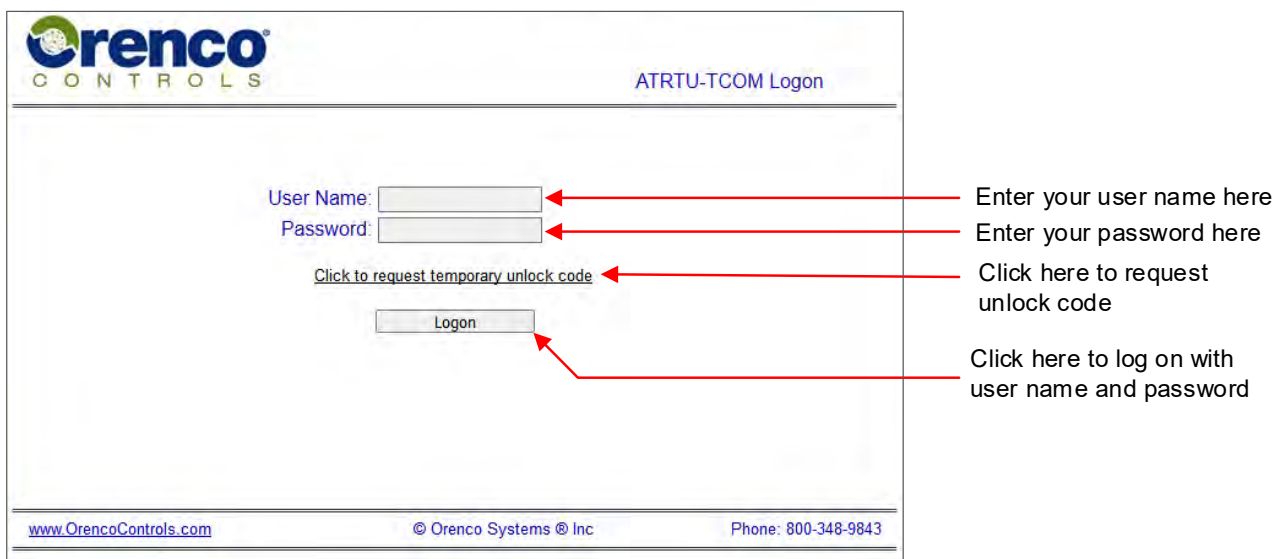 Orenco®
CONTROLS
ATRTU-TCOM Logon
User Name:
Enter your user name here
Password:
Enter your password here
Click to request temporary unlock code
Click here to request
unlock code
Logon
Click here to log on with
user name and password
www.OrencoControls.com
© Orenco Systems ® Inc
Phone: 800-348-9843